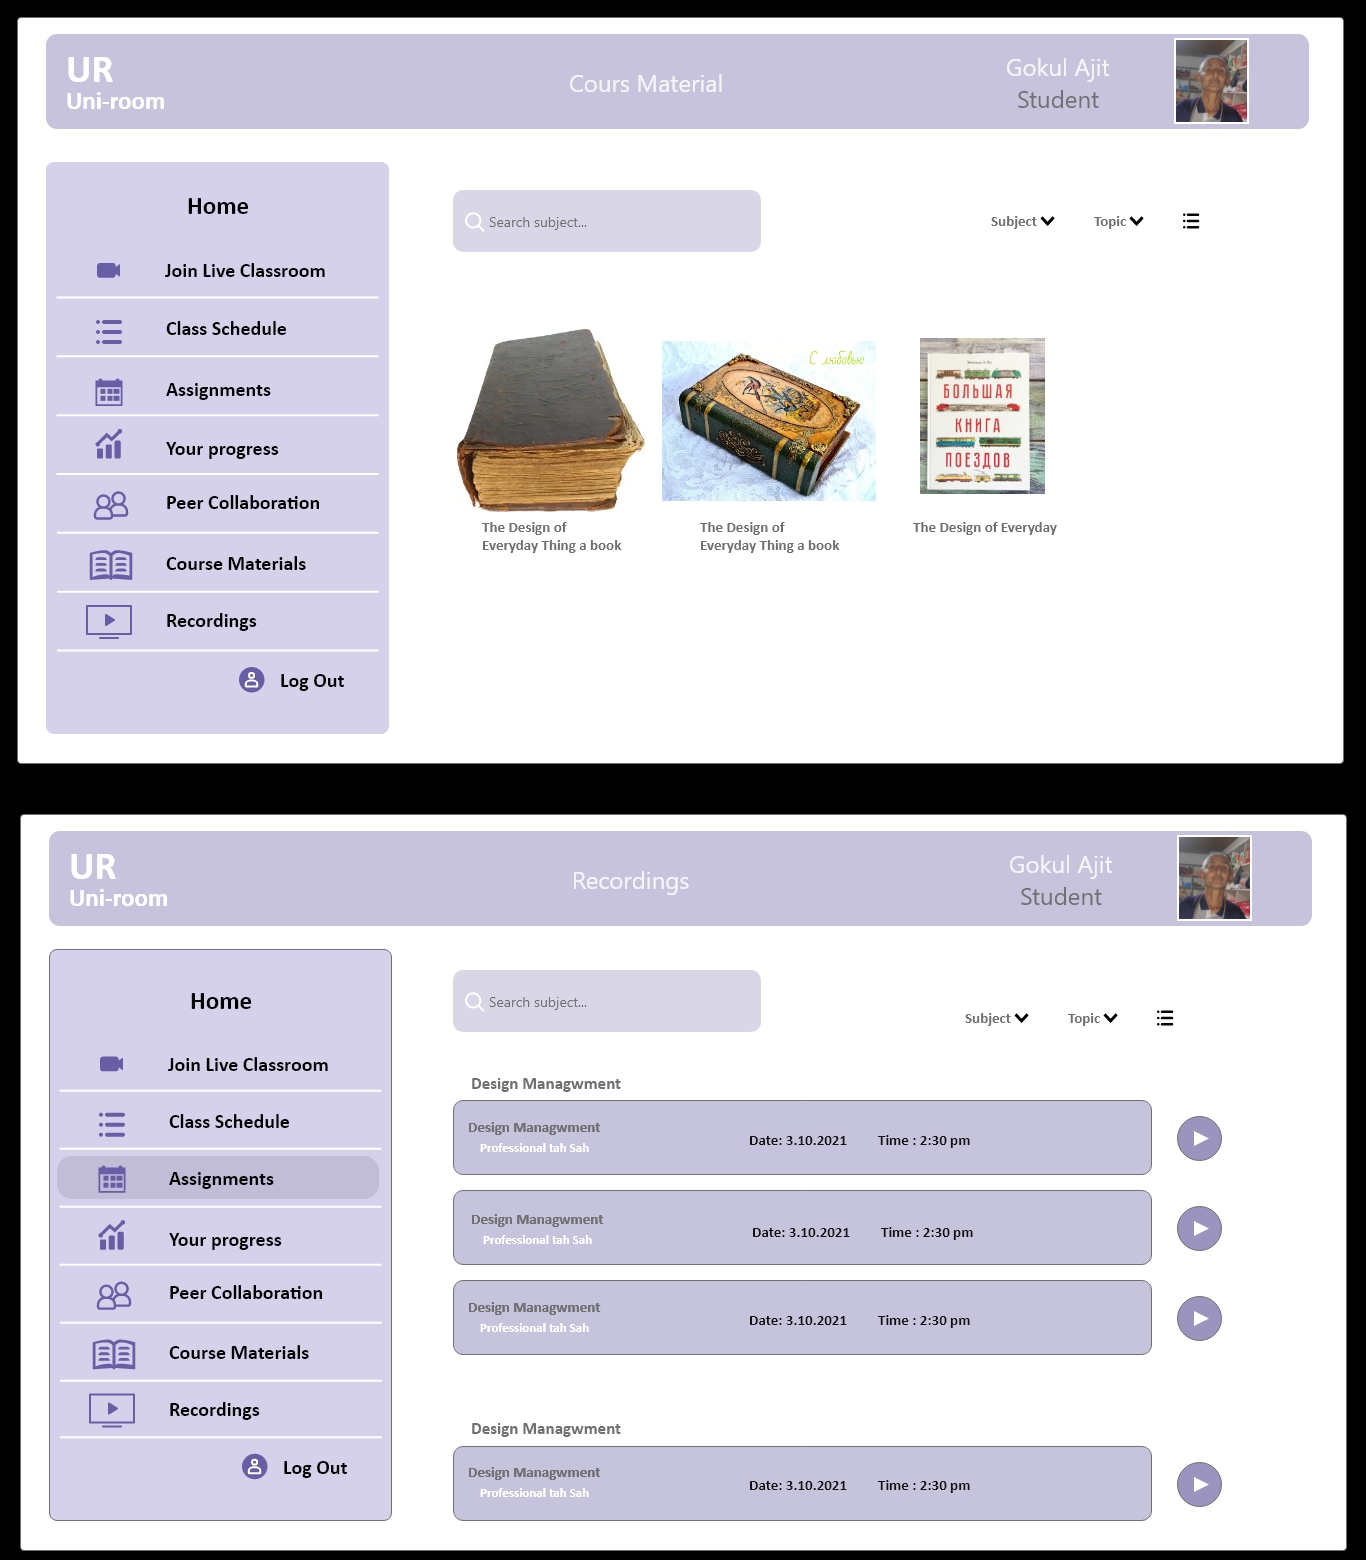 UR
Uni-room
Cours Material
Gokul Ajit
Student
Home
Join Live Classroom
Class Schedule
Assignments
Your progress
Peer Collaboration
Course Materials
Recordings
Log Out
Search subject...
Subject
Topic
С любовью
БОЛЬШАЯ
КНИГА
ПОЕЗДОВ
The Design of
Everyday Thing a book
The Design of
Everyday Thing a book
The Design of Everyday
UR
Uni-room
Recordings
Gokul Ajit
Student
Home
Join Live Classroom
Class Schedule
Assignments
Your progress
Peer Collaboration
Course Materials
Recordings
Log Out
Search subject...
Subject
Topic
Design Managwment
Design Managwment
Professional tah Sah
Date: 3.10.2021
Time : 2:30 pm
Design Managwment
Professional tah Sah
Date: 3.10.2021
Time : 2:30 pm
Design Managwment
Professional tah Sah
Date: 3.10.2021
Time : 2:30 pm
Design Managwment
Design Managwment
Professional tah Sah
Date: 3.10.2021
Time : 2:30 pm